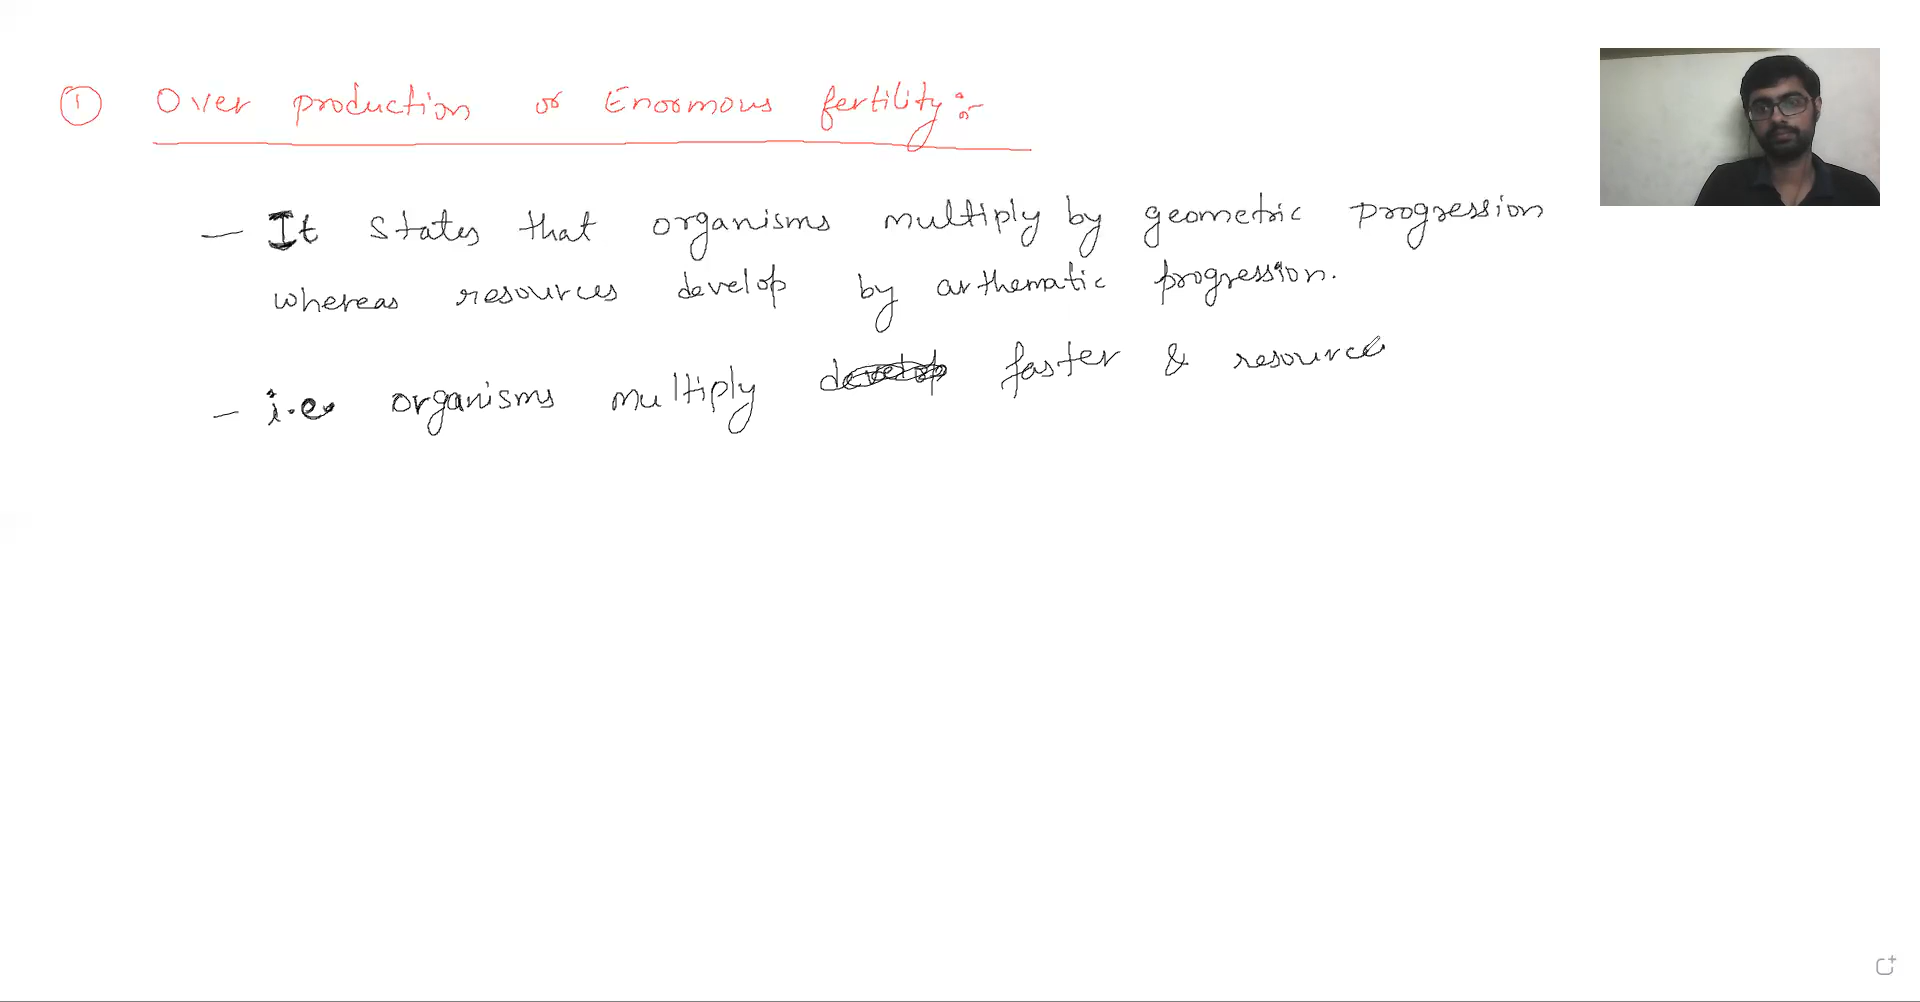 ① Over production or Enormous fertility:-
— It states that organisms multiply by geometric progression
whereas resources develop by arthematic progression.
— i.e. organisms multiply faster & resource